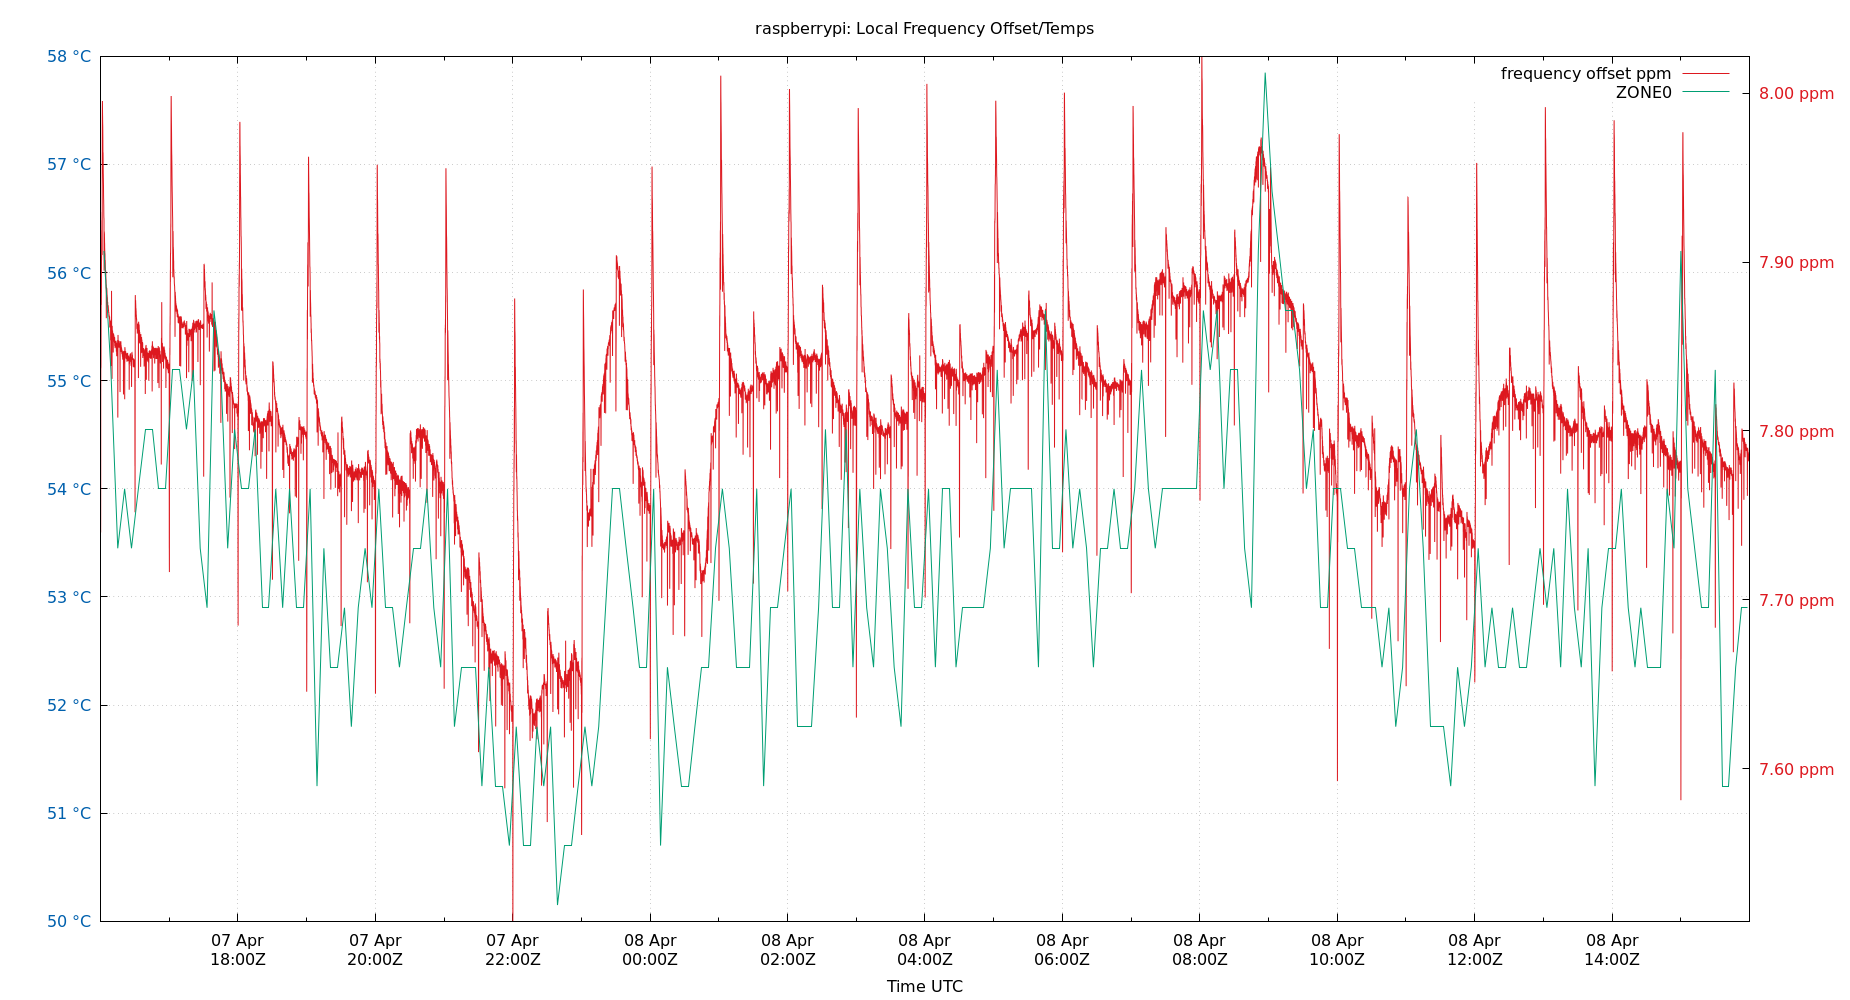 raspberrypi: Local Frequency Offset/Temps
58 °C
57 °C
56 °C
55 °C
54 °C
53 °C
52 °C
51 °C
50 °C
frequency offset ppm
ZONE0
8.00 ppm
7.90 ppm
7.80 ppm
7.70 ppm
7.60 ppm
07 Apr
18:00Z
07 Apr
20:00Z
07 Apr
22:00Z
08 Apr
00:00Z
08 Apr
02:00Z
08 Apr
04:00Z
08 Apr
06:00Z
08 Apr
08:00Z
08 Apr
10:00Z
08 Apr
12:00Z
08 Apr
14:00Z
Time UTC